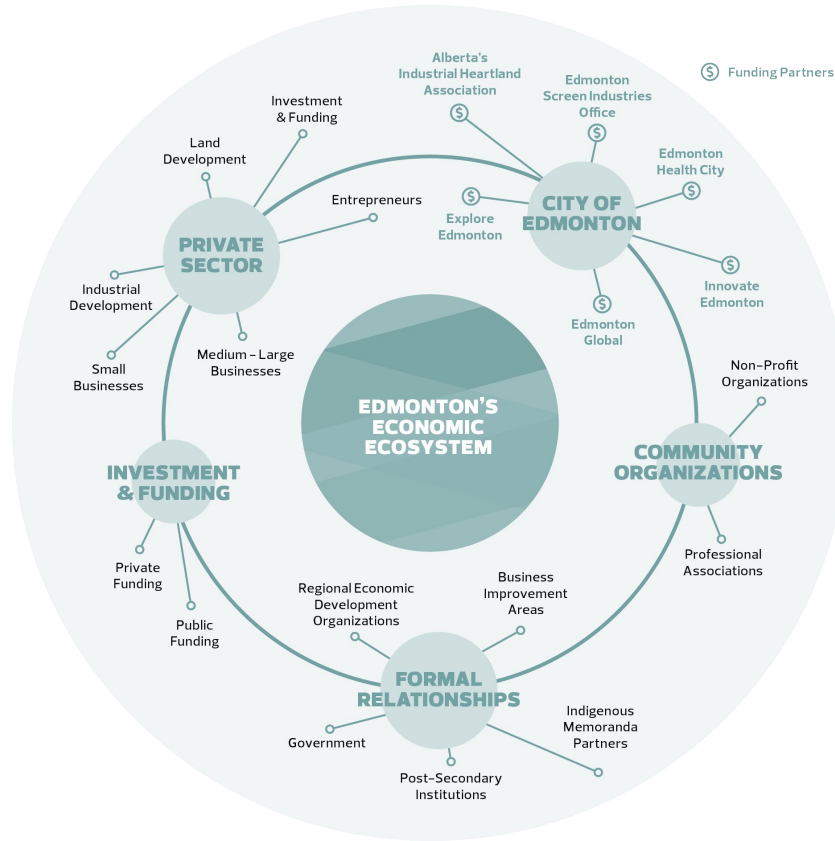 Alberta's
Industrial Heartland
Association
Edmonton
Screen Industries
Office
Funding Partners
Edmonton
Health City
Explore
Edmonton
CITY OF
EDMONTON
Innovate
Edmonton
Edmonton
Global
Investment
& Funding
Land
Development
Entrepreneurs
PRIVATE
SECTOR
Industrial
Development
Small
Businesses
Medium – Large
Businesses
EDMONTON'S
ECONOMIC
ECOSYSTEM
Non-Profit
Organizations
COMMUNITY
ORGANIZATIONS
Professional
Associations
INVESTMENT
& FUNDING
Private
Funding
Public
Funding
Regional Economic
Development
Organizations
Business
Improvement
Areas
FORMAL
RELATIONSHIPS
Government
Post-Secondary
Institutions
Indigenous
Memoranda
Partners